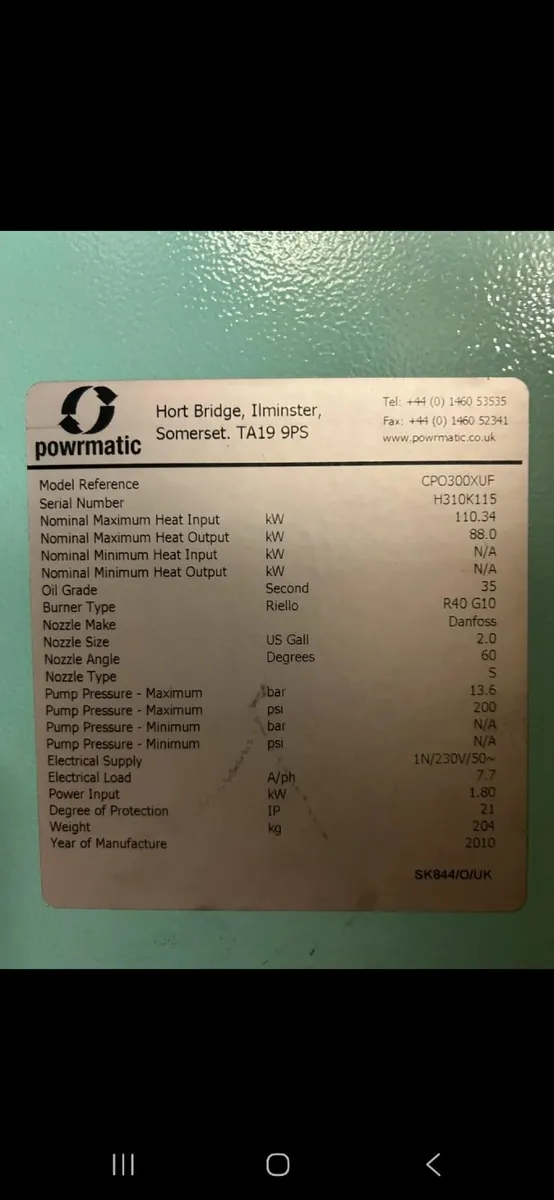 powrmatic
Hort Bridge, Ilminster,
Somerset. TA19 9PS
Tel: +44 (0) 1460 53535
Fax: +44 (0) 1460 52341
www.powrmatic.co.uk
Model Reference CPO300XUF
Serial Number H310K115
Nominal Maximum Heat Input kW 110.34
Nominal Maximum Heat Output kW 88.0
Nominal Minimum Heat Input kW N/A
Nominal Minimum Heat Output kW N/A
Oil Grade Second 35
Burner Type Riello R40 G10
Nozzle Make Danfoss
Nozzle Size US Gall 2.0
Nozzle Angle Degrees 60
Nozzle Type S
Pump Pressure - Maximum bar 13.6
Pump Pressure - Maximum psi 200
Pump Pressure - Minimum bar N/A
Pump Pressure - Minimum psi N/A
Electrical Supply 1N/230V/50~
Electrical Load A/ph 7.7
Power Input kW 1.80
Degree of Protection IP 21
Weight kg 204
Year of Manufacture 2010
SK844/O/UK